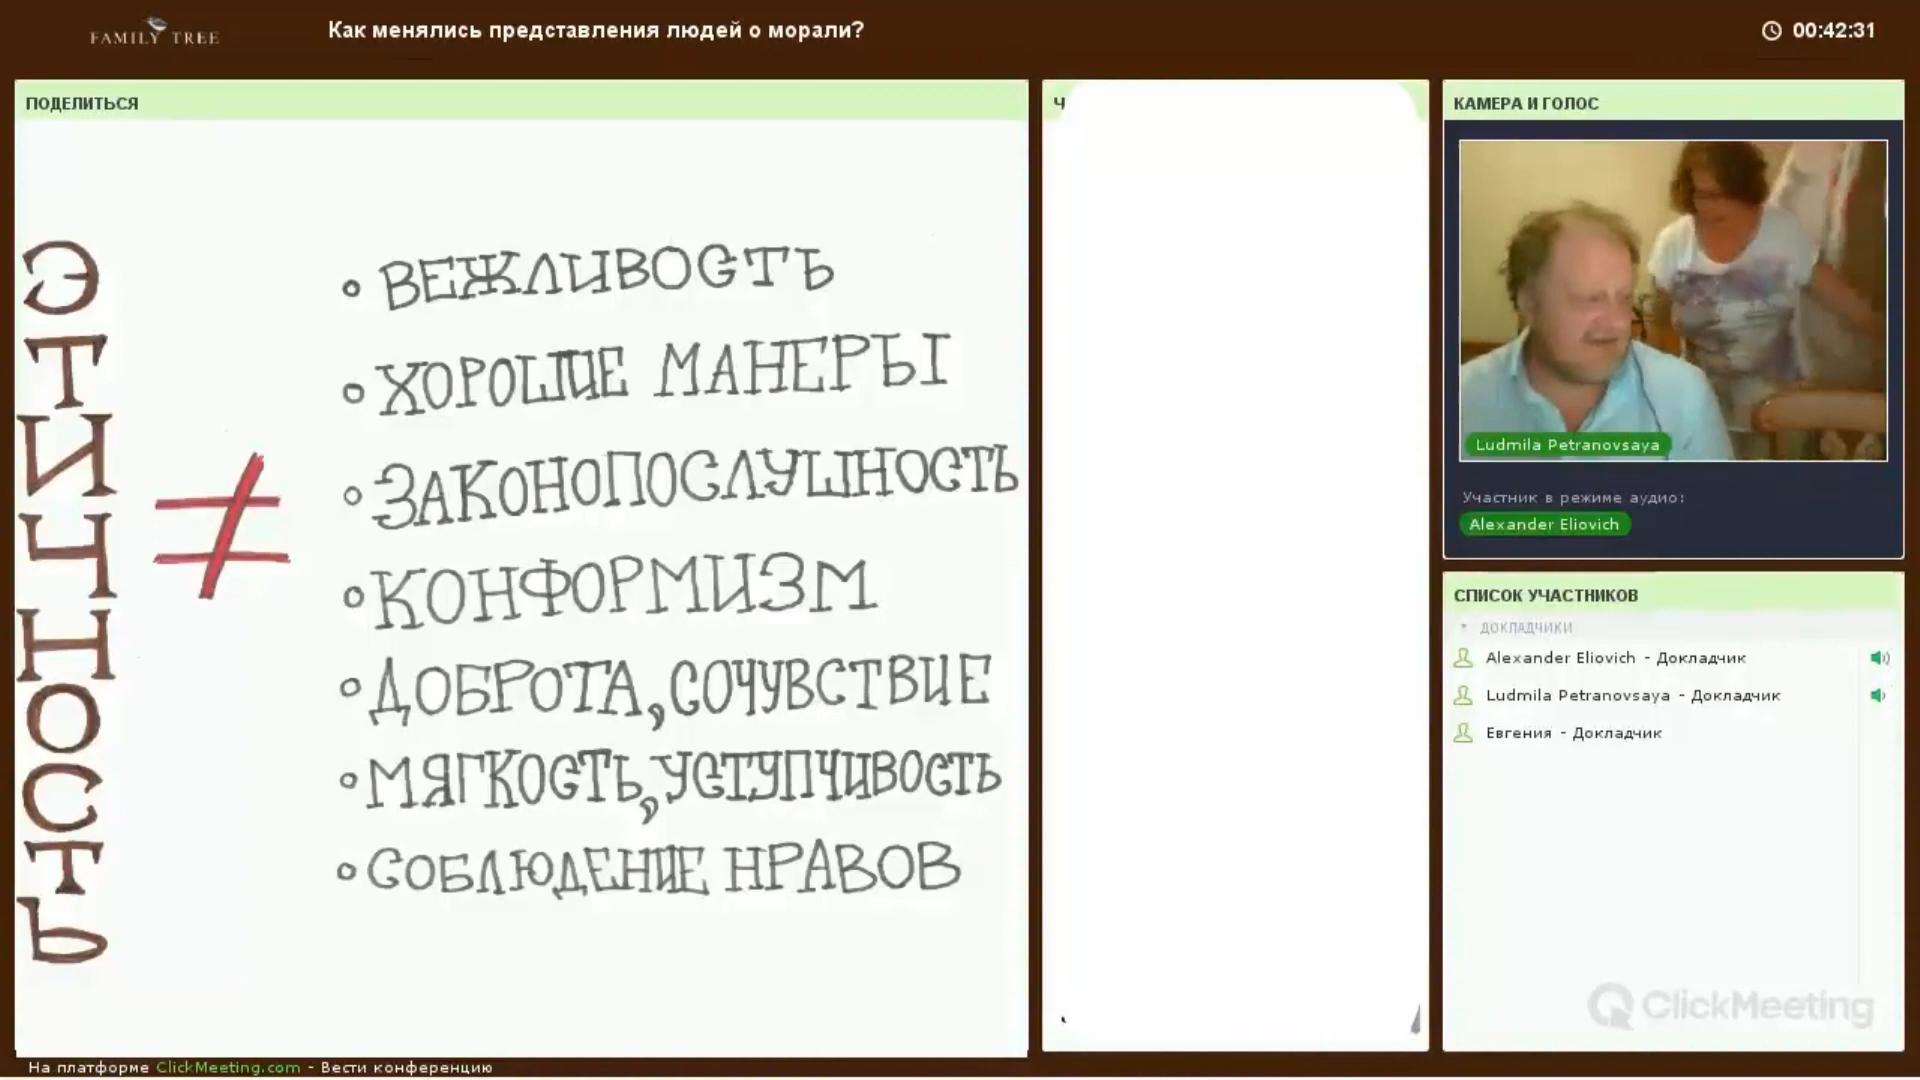 FAMILY TREE
Как менялись представления людей о морали?
00:42:31
ПОДЕЛИТЬСЯ
ЭТИЧНОСТЬ
≠
• ВЕЖЛИВОСТЬ
• ХОРОШИЕ МАНЕРЫ
• ЗАКОНОПОСЛУШНОСТЬ
• КОНФОРМИЗМ
• ДОБРОТА, СОЧУВСТВИЕ
• МЯГКОСТЬ, УСТУПЧИВОСТЬ
• СОБЛЮДЕНИЕ НРАВОВ
Ч
КАМЕРА И ГОЛОС
Ludmila Petranovsaya
Участник в режиме аудио:
Alexander Eliovich
СПИСОК УЧАСТНИКОВ
ДОКЛАДЧИКИ
Alexander Eliovich - Докладчик
Ludmila Petranovsaya - Докладчик
Евгения - Докладчик
ClickMeeting
На платформе ClickMeeting.com - Вести конференцию